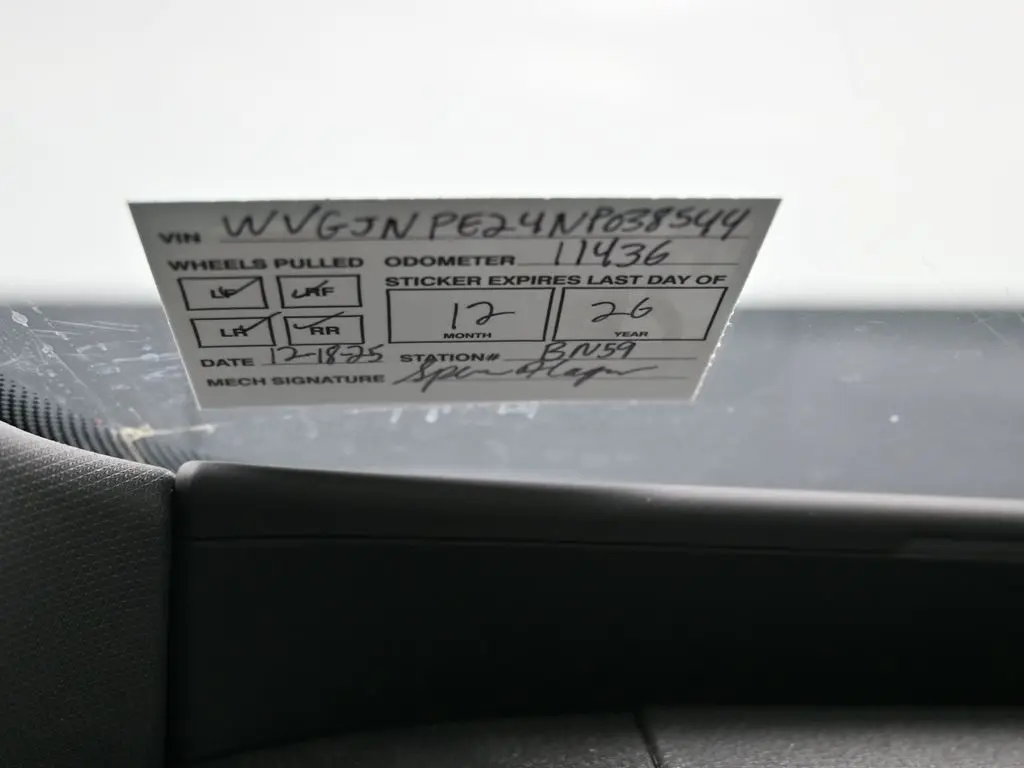 VIN WVGJNPE24NP038544
WHEELS PULLED ODOMETER 11436
LF LRF STICKER EXPIRES LAST DAY OF
LR RR 12 26
MONTH YEAR
DATE 12-18-25 STATION# BN59
MECH SIGNATURE